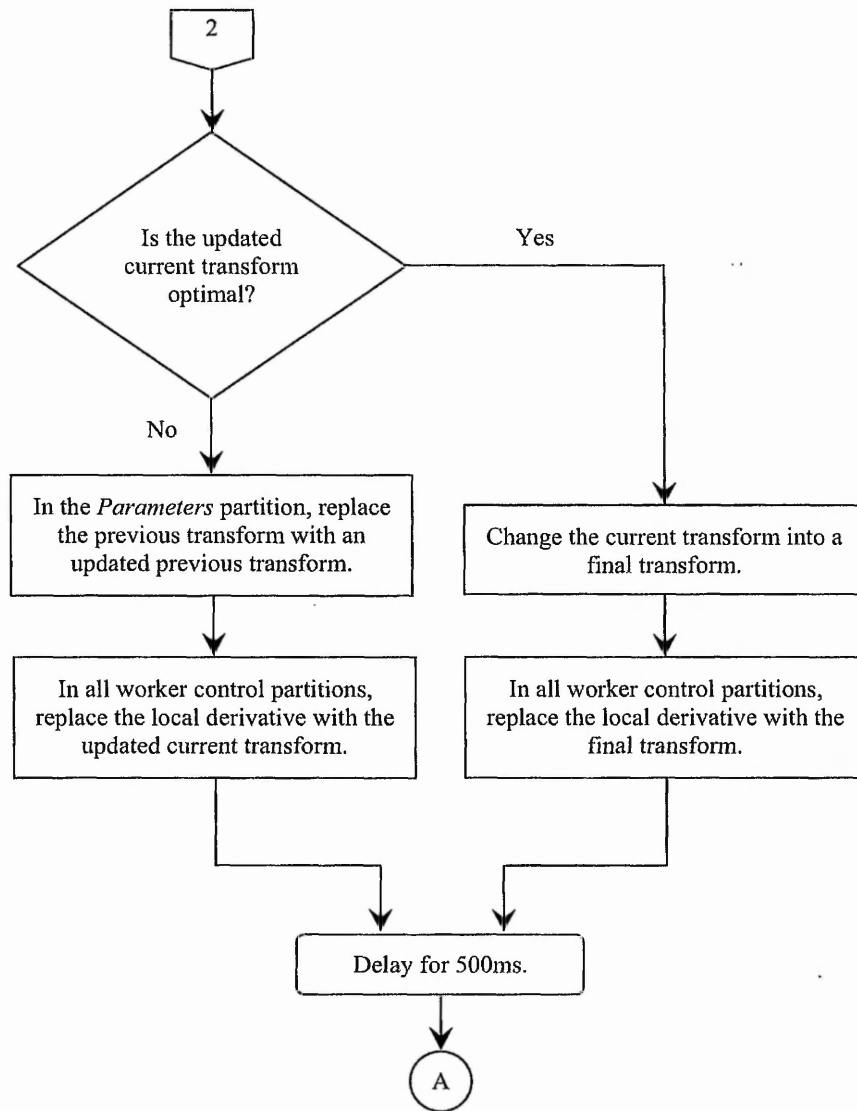 2
Is the updated
current transform
optimal?
Yes
No
In the Parameters partition, replace
the previous transform with an
updated previous transform.
Change the current transform into a
final transform.
In all worker control partitions,
replace the local derivative with the
updated current transform.
In all worker control partitions,
replace the local derivative with the
final transform.
Delay for 500ms.
A